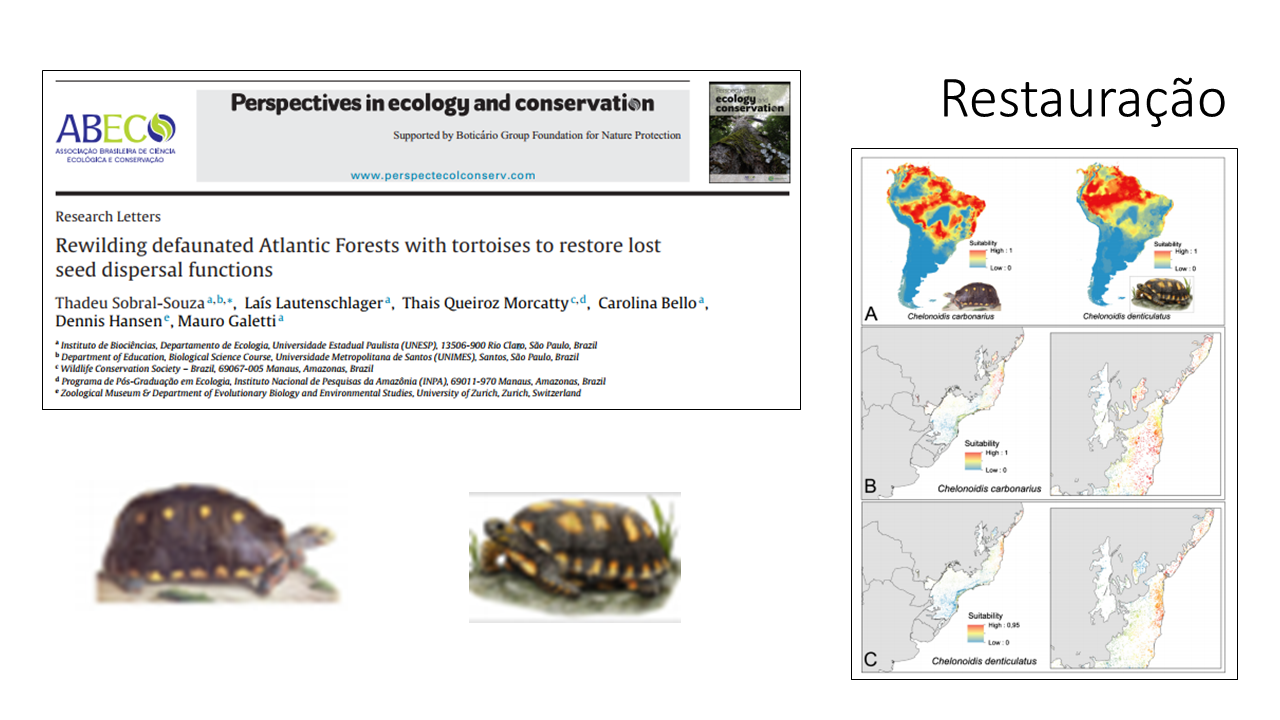 Restauração
ABECO
ASSOCIAÇÃO BRASILEIRA DE CIÊNCIA
ECOLÓGICA E CONSERVAÇÃO
Perspectives in ecology and conservation
Supported by Boticário Group Foundation for Nature Protection
www.perspectecolconserv.com
Perspectives in
ecology and
conservation
Research Letters
Rewilding defaunated Atlantic Forests with tortoises to restore lost
seed dispersal functions
Thadeu Sobral-Souza a,b,*, Laís Lautenschlager a, Thais Queiroz Morcatty c,d, Carolina Bello a,
Dennis Hansen e, Mauro Galetti a
a Instituto de Biociências, Departamento de Ecologia, Universidade Estadual Paulista (UNESP), 13506-900 Rio Claro, São Paulo, Brazil
b Department of Education, Biological Science Course, Universidade Metropolitana de Santos (UNIMES), Santos, São Paulo, Brazil
c Wildlife Conservation Society – Brazil, 69067-005 Manaus, Amazonas, Brazil
d Programa de Pós-Graduação em Ecologia, Instituto Nacional de Pesquisas da Amazônia (INPA), 69011-970 Manaus, Amazonas, Brazil
e Zoological Museum & Department of Evolutionary Biology and Environmental Studies, University of Zurich, Zurich, Switzerland
Suitability
High : 1
Low : 0
Chelonoidis carbonarius
Suitability
High : 1
Low : 0
Chelonoidis denticulatus
A
Suitability
High : 1
Low : 0
Chelonoidis carbonarius
B
Suitability
High : 0,95
Low : 0
Chelonoidis denticulatus
C